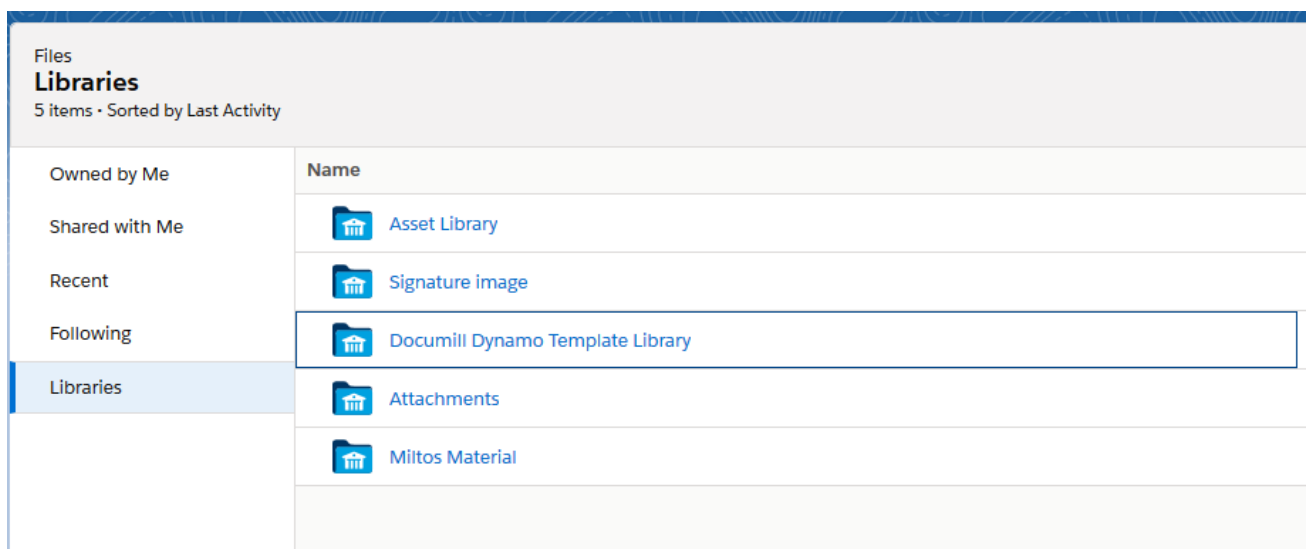 Files
Libraries
5 items • Sorted by Last Activity
Owned by Me
Shared with Me
Recent
Following
Libraries
Name
Asset Library
Signature image
Documill Dynamo Template Library
Attachments
Miltos Material